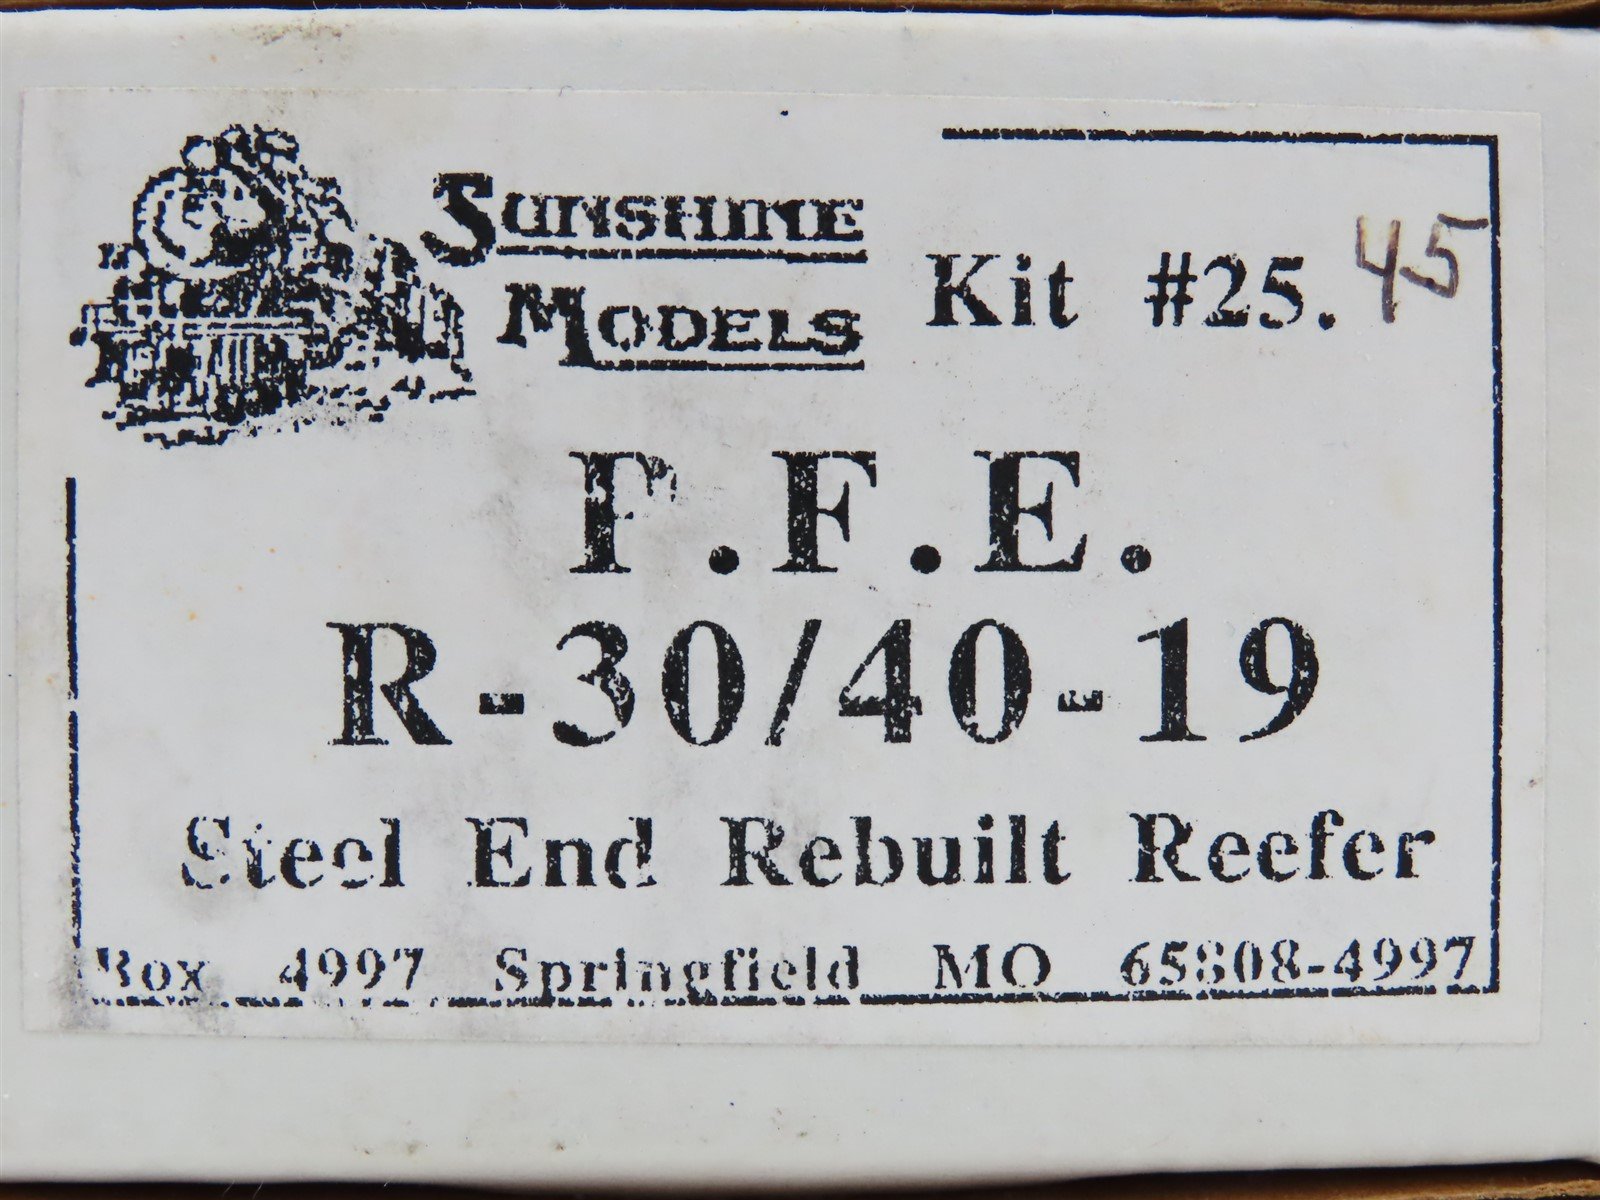 SUNSHINE
MODELS
Kit #25.45
P.F.E.
R-30/40-19
Steel End Rebuilt Reefer
Box 4997 Springfield MO 65808-4997